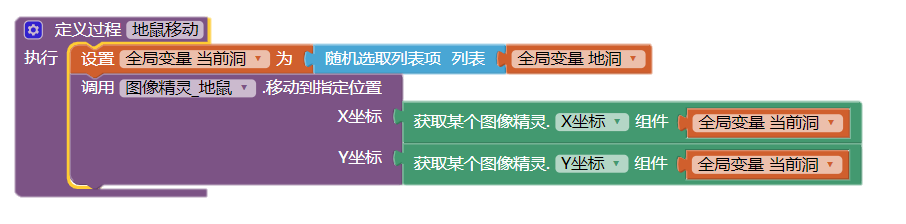 定义过程 地鼠移动
执行 设置 全局变量 当前洞 为 随机选取列表项 列表 全局变量 地洞
调用 图像精灵_地鼠 .移动到指定位置
X坐标 获取某个图像精灵. X坐标 组件 全局变量 当前洞
Y坐标 获取某个图像精灵. Y坐标 组件 全局变量 当前洞